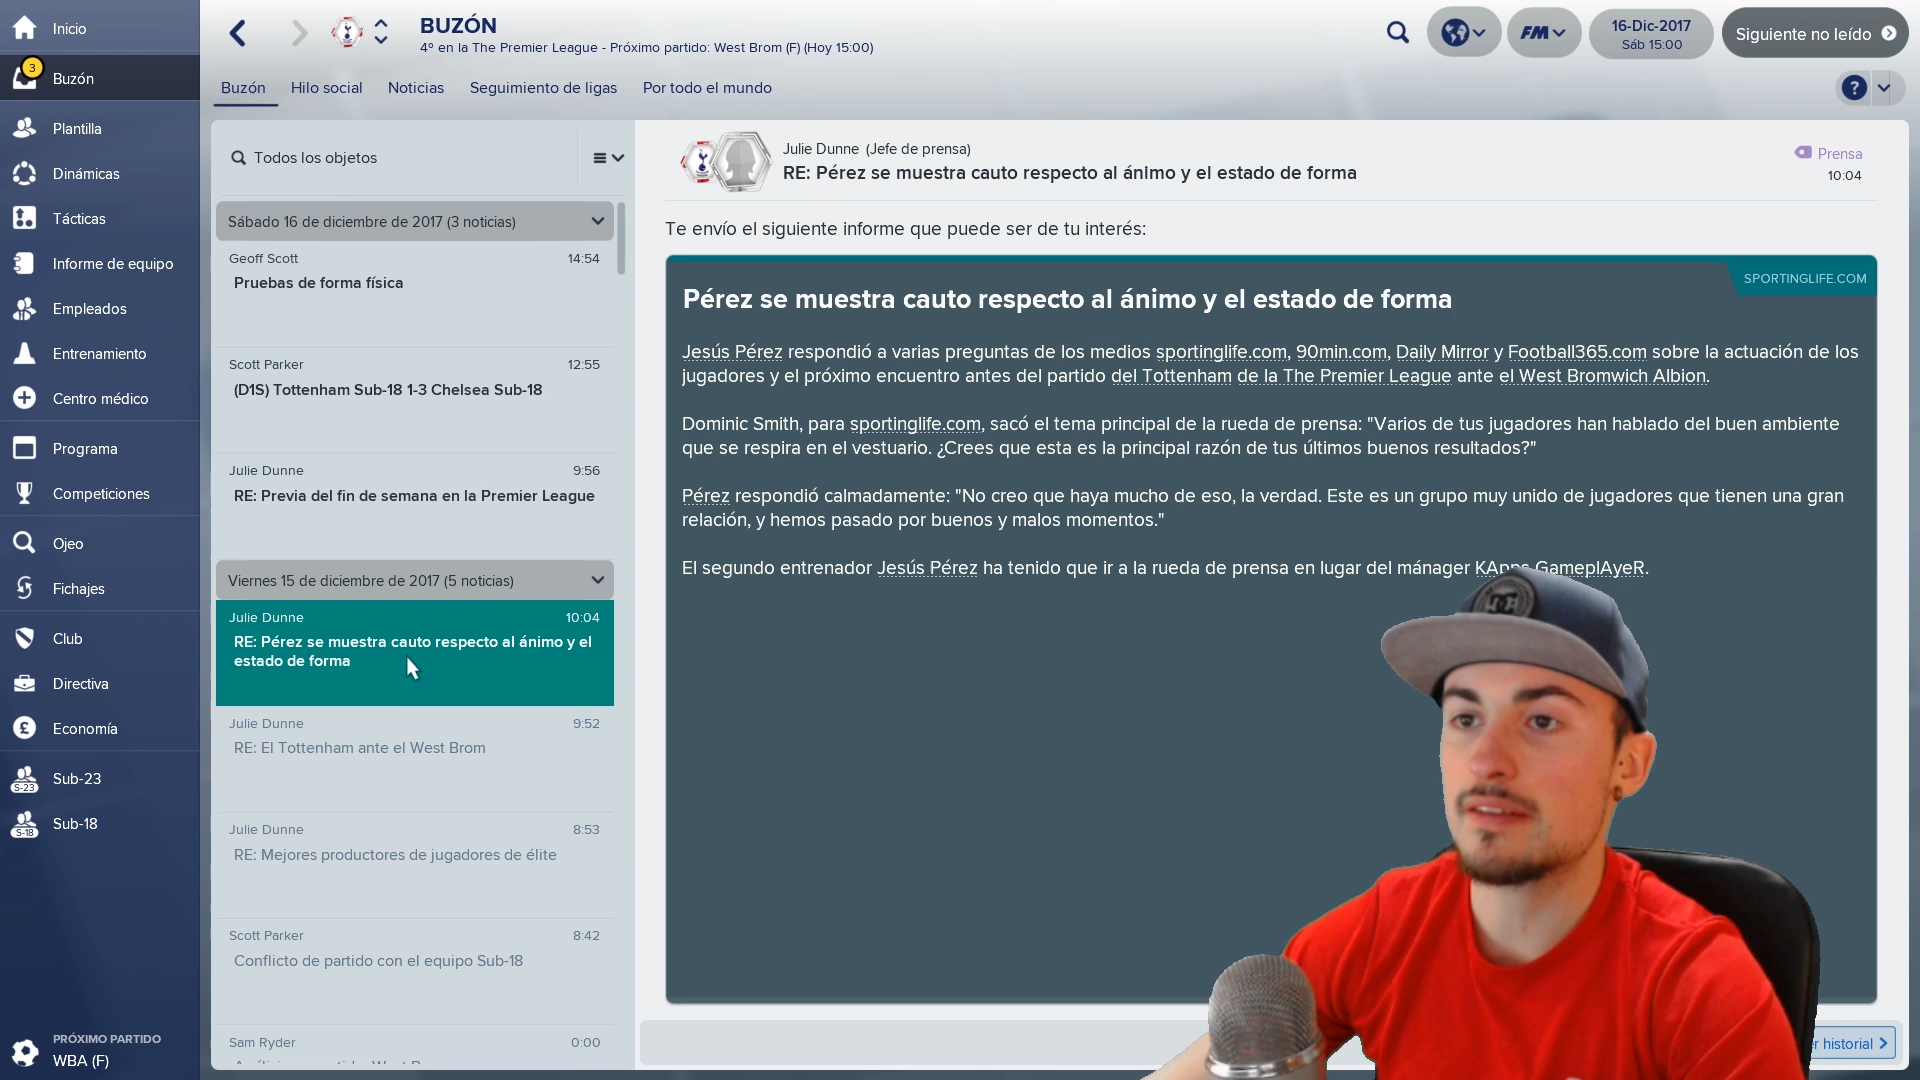 Inicio
3
Buzón
Plantilla
Dinámicas
Tácticas
Informe de equipo
Empleados
Entrenamiento
Centro médico
Programa
Competiciones
Ojeo
Fichajes
Club
Directiva
£ Economía
S-23 Sub-23
S-18 Sub-18
PRÓXIMO PARTIDO
WBA (F)
BUZÓN
4º en la The Premier League - Próximo partido: West Brom (F) (Hoy 15:00)
FM
16-Dic-2017
Sáb 15:00
Siguiente no leído
Buzón Hilo social Noticias Seguimiento de ligas Por todo el mundo
?
Todos los objetos
Sábado 16 de diciembre de 2017 (3 noticias)
Geoff Scott 14:54
Pruebas de forma física
Scott Parker 12:55
(D1S) Tottenham Sub-18 1-3 Chelsea Sub-18
Julie Dunne 9:56
RE: Previa del fin de semana en la Premier League
Viernes 15 de diciembre de 2017 (5 noticias)
Julie Dunne 10:04
RE: Pérez se muestra cauto respecto al ánimo y el
estado de forma
Julie Dunne 9:52
RE: El Tottenham ante el West Brom
Julie Dunne 8:53
RE: Mejores productores de jugadores de élite
Scott Parker 8:42
Conflicto de partido con el equipo Sub-18
Sam Ryder 0:00
Julie Dunne (Jefe de prensa)
RE: Pérez se muestra cauto respecto al ánimo y el estado de forma
Prensa
10:04
Te envío el siguiente informe que puede ser de tu interés:
SPORTINGLIFE.COM
Pérez se muestra cauto respecto al ánimo y el estado de forma
Jesús Pérez respondió a varias preguntas de los medios sportinglife.com, 90min.com, Daily Mirror y Football365.com sobre la actuación de los
jugadores y el próximo encuentro antes del partido del Tottenham de la The Premier League ante el West Bromwich Albion.
Dominic Smith, para sportinglife.com, sacó el tema principal de la rueda de prensa: "Varios de tus jugadores han hablado del buen ambiente
que se respira en el vestuario. ¿Crees que esta es la principal razón de tus últimos buenos resultados?"
Pérez respondió calmadamente: "No creo que haya mucho de eso, la verdad. Este es un grupo muy unido de jugadores que tienen una gran
relación, y hemos pasado por buenos y malos momentos."
El segundo entrenador Jesús Pérez ha tenido que ir a la rueda de prensa en lugar del mánager KApps GameplAyeR.
historial